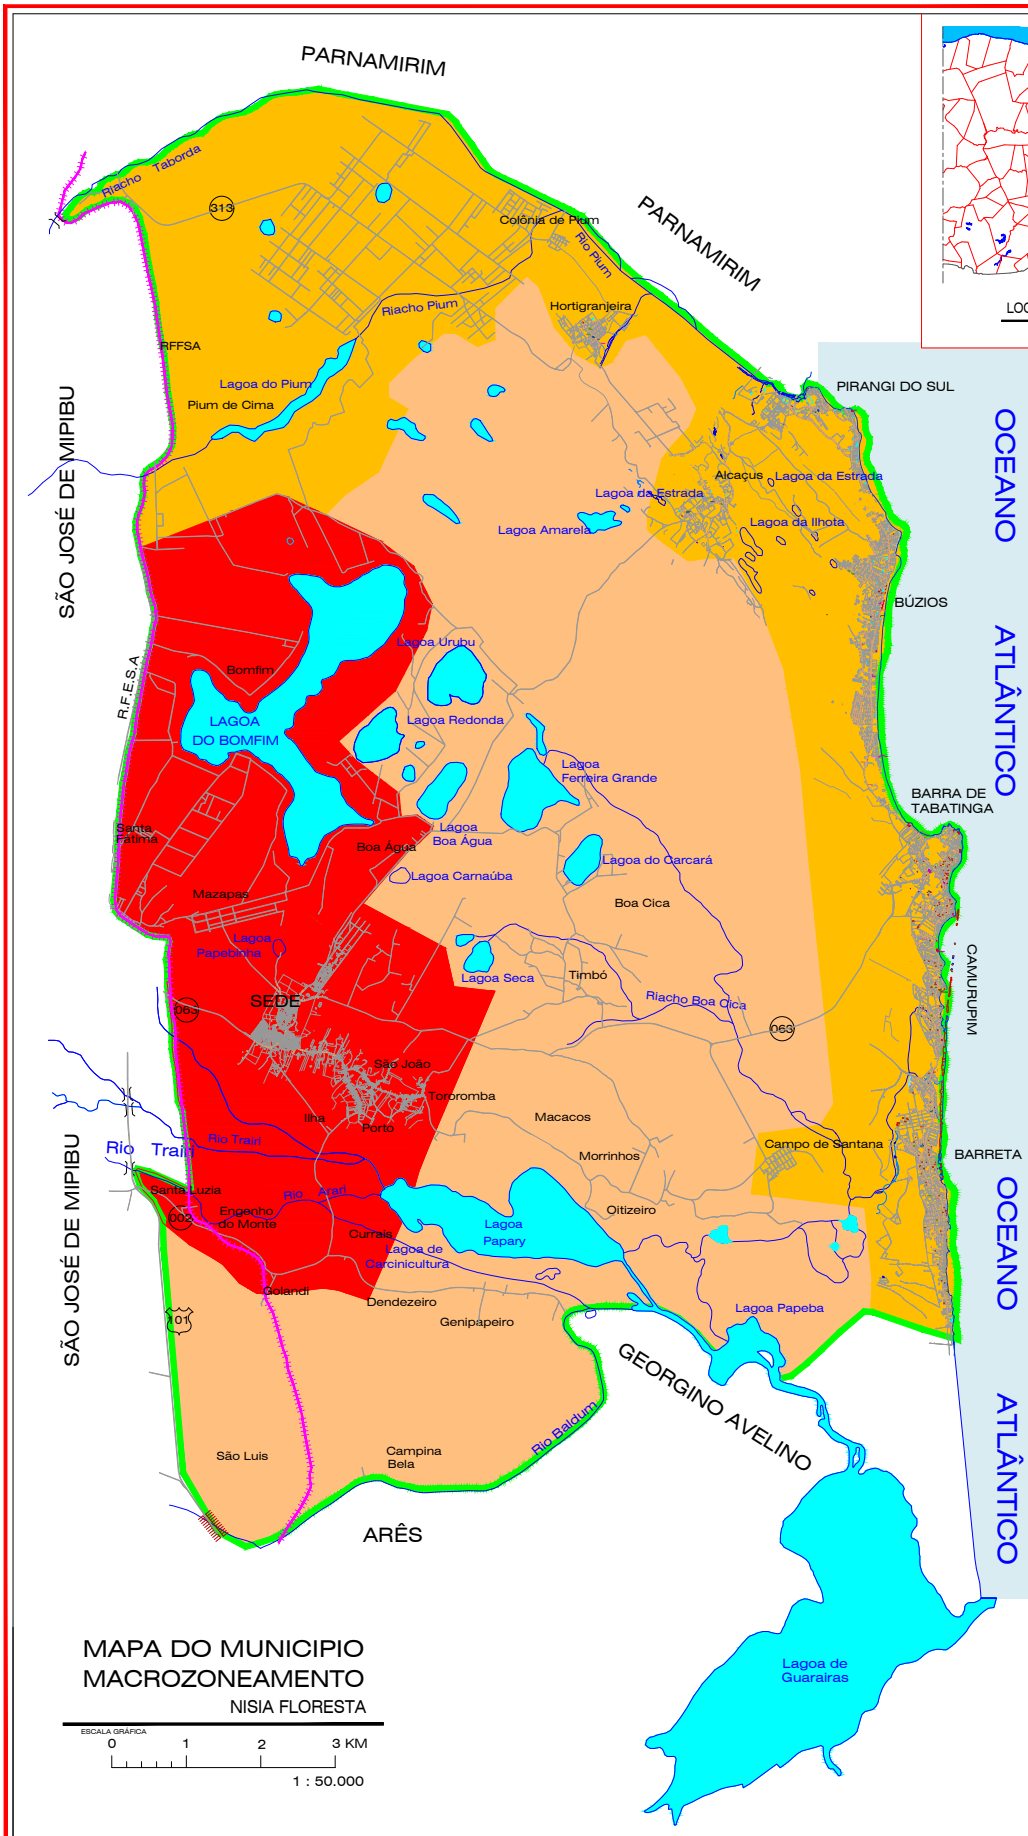 PARNAMIRIM
PARNAMIRIM
Riacho Taborda
313
Colônia de Pium
Rio Pium
Riacho Pium
Hortigranjeira
RFFSA
Lagoa do Pium
Pium de Cima
PIRANGI DO SUL
SÃO JOSÉ DE MIPIBU
OCEANO
Alcaçus
Lagoa da Estrada
Lagoa da Estrada
Lagoa da Ilhota
Lagoa Amarela
BÚZIOS
ATLÂNTICO
Lagoa Urubu
Bomfim
R.F.E.S.A
LAGOA
DO BOMFIM
Lagoa Redonda
Lagoa
Ferreira Grande
BARRA DE
TABATINGA
Santa
Fátima
Lagoa
Boa Água
Boa Água
Lagoa do Carcará
Lagoa Carnaúba
Mazapas
Boa Cica
Lagoa
Papebinha
CAMURUPIM
Lagoa Seca
Timbó
SEDE
Riacho Boa Cica
063
063
São João
Tororomba
Ilha
Porto
Macacos
Rio Trairi
Rio Trairi
Campo de Santana
Morrinhos
BARRETA
SÃO JOSÉ DE MIPIBU
Santa Luzia
Rio Arari
Oitizeiro
OCEANO
002
Engenho
do Monte
Lagoa
Papary
Currais
Lagoa de
Carcinicultura
Golandi
Dendezeiro
Genipapeiro
Lagoa Papeba
101
GEORGINO AVELINO
Rio Baldum
ATLÂNTICO
São Luis
Campina
Bela
ARÊS
Lagoa de
Guarairas
MAPA DO MUNICIPIO
MACROZONEAMENTO
NISIA FLORESTA
ESCALA GRÁFICA
0 1 2 3 KM
1 : 50.000